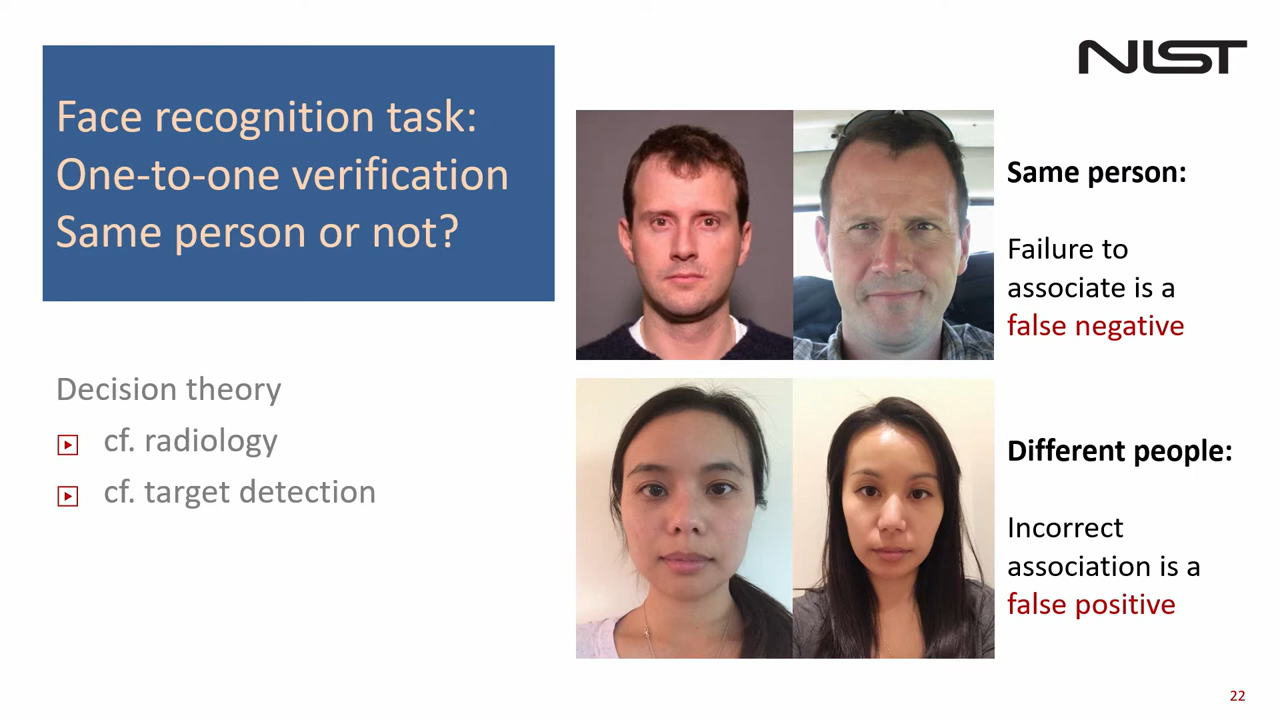 NIST
Face recognition task:
One-to-one verification
Same person or not?
Decision theory
cf. radiology
cf. target detection
Same person:
Failure to
associate is a
false negative
Different people:
Incorrect
association is a
false positive
22